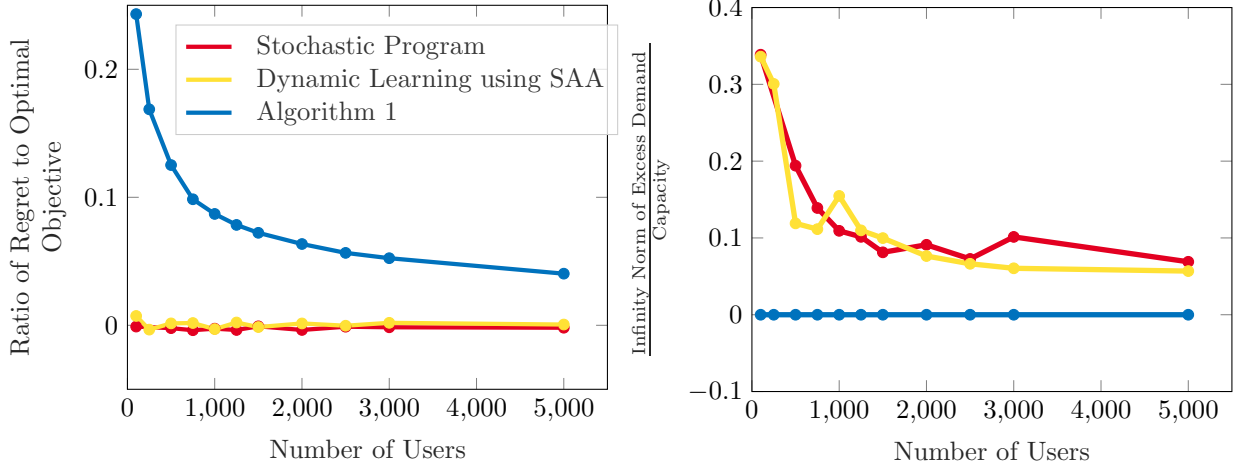 Ratio of Regret to Optimal
Objective
0.2
0.1
0
Stochastic Program
Dynamic Learning using SAA
Algorithm 1
0 1,000 2,000 3,000 4,000 5,000
Number of Users
Infinity Norm of Excess Demand
Capacity
0.4
0.3
0.2
0.1
0
−0.1
0 1,000 2,000 3,000 4,000 5,000
Number of Users